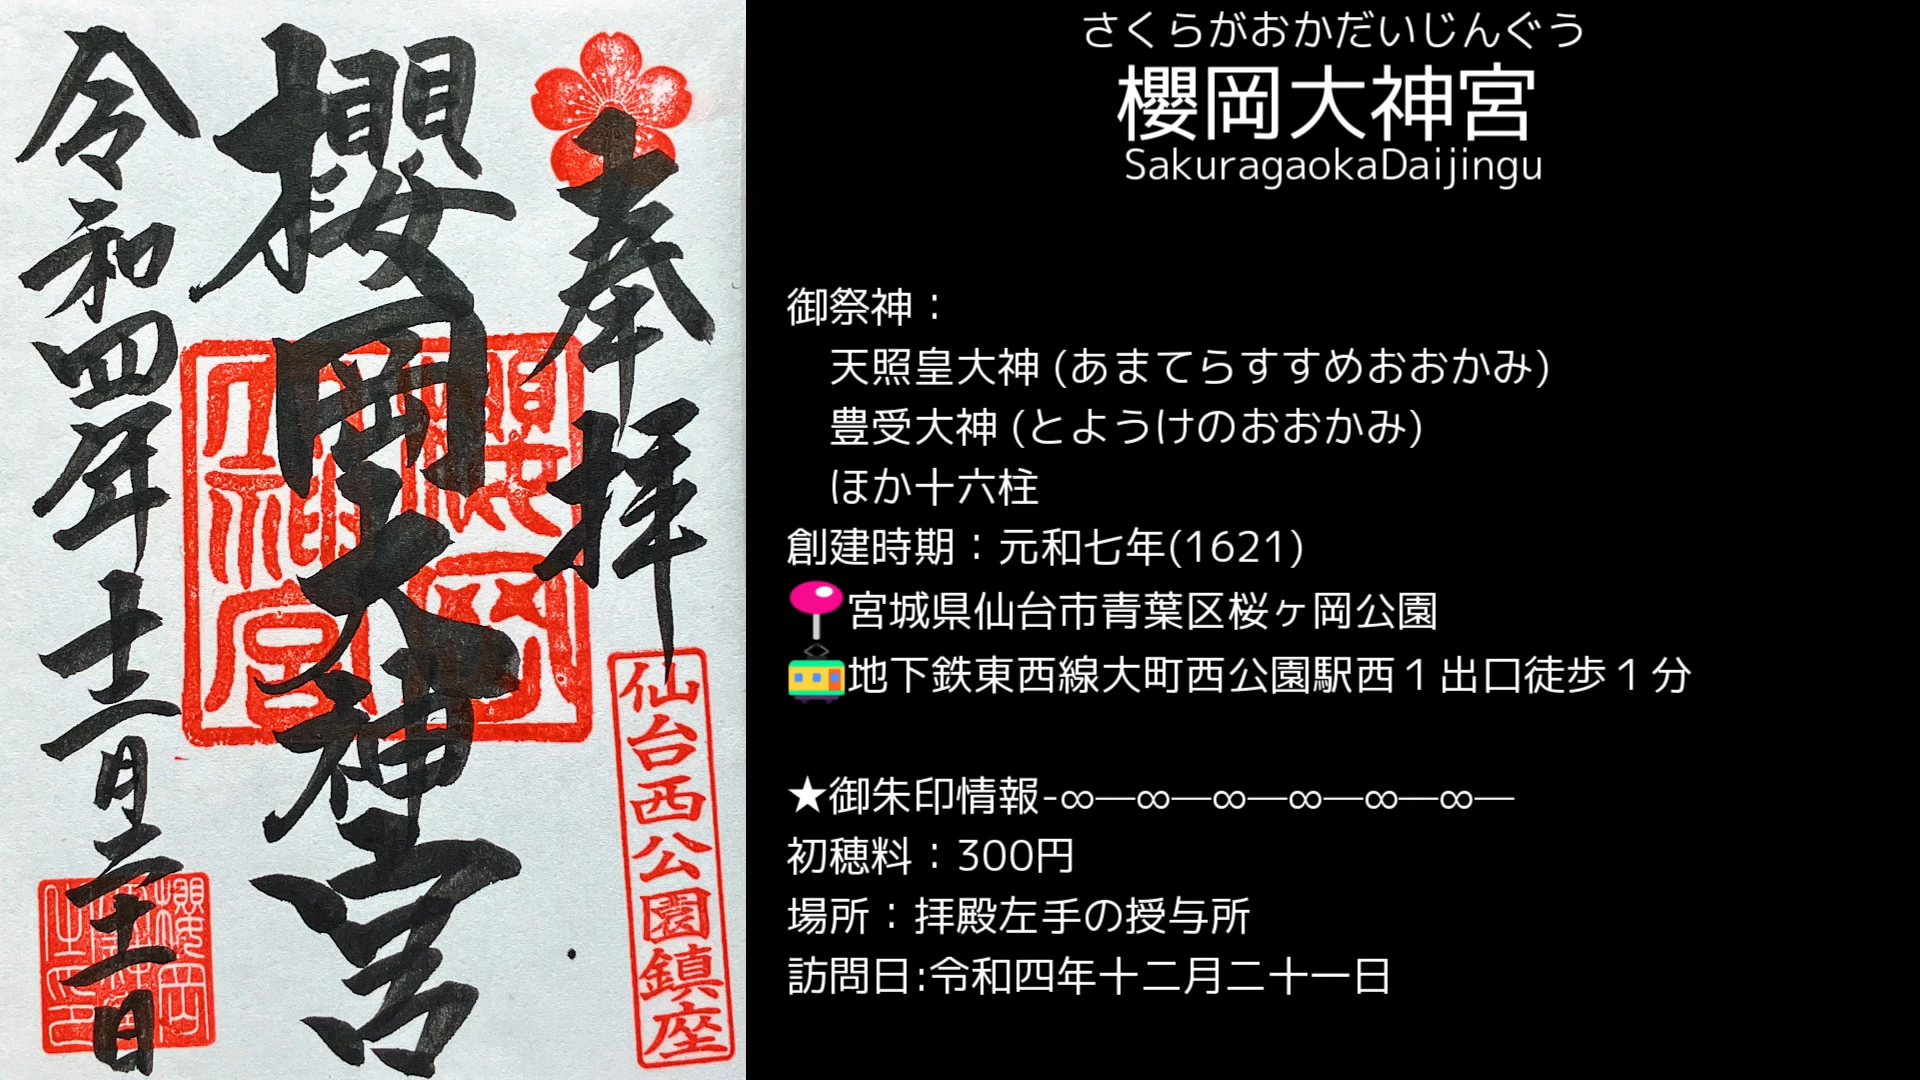 奉拝
櫻岡大神宮
令和四年十二月二十一日
櫻岡
大神宮
仙台西公園鎮座
さくらがおかだいじんぐう
櫻岡大神宮
SakuragaokaDaijingu
御祭神：
天照皇大神 (あまてらすすめおおかみ)
豊受大神 (とようけのおおかみ)
ほか十六柱
創建時期：元和七年(1621)
宮城県仙台市青葉区桜ヶ岡公園
地下鉄東西線大町西公園駅西１出口徒歩１分
★御朱印情報-∞—∞—∞—∞—∞—∞—
初穂料：300円
場所：拝殿左手の授与所
訪問日:令和四年十二月二十一日